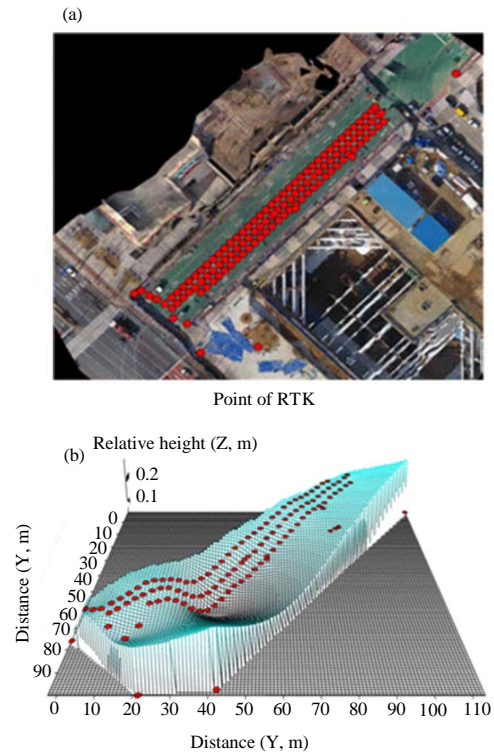 (a)
Point of RTK
(b)
Relative height (Z, m)
0.2
0.1
0
10
20
30
40
50
60
70
80
90
Distance (Y, m)
0 10 20 30 40 50 60 70 80 90 100 110
Distance (Y, m)